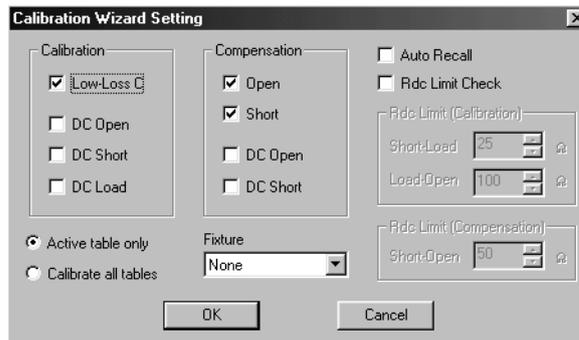 Calibration Wizard Setting
Calibration
Low-Loss C
DC Open
DC Short
DC Load
Active table only
Calibrate all tables
Compensation
Open
Short
DC Open
DC Short
Fixture
None
Auto Recall
Rdc Limit Check
Rdc Limit (Calibration)
Short-Load 25 Ω
Load-Open 100 Ω
Rdc Limit (Compensation)
Short-Open 50 Ω
OK
Cancel